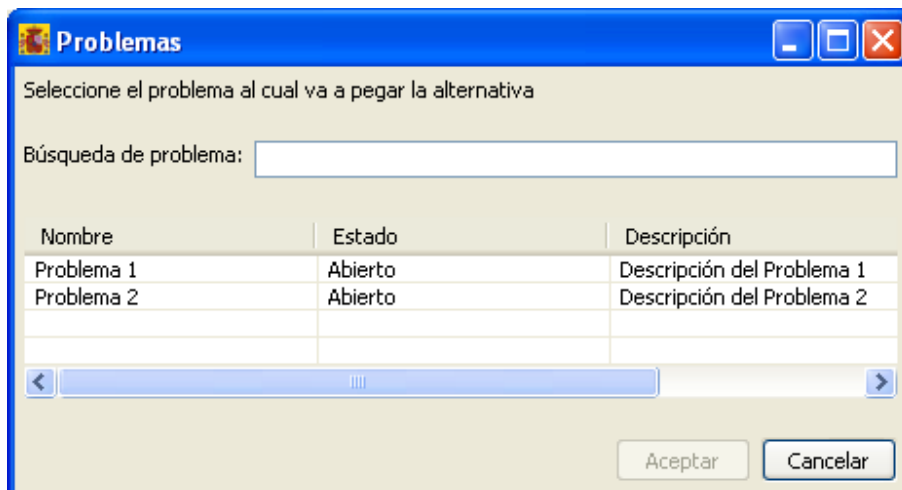 Problemas
Seleccione el problema al cual va a pegar la alternativa
Búsqueda de problema:
Nombre Estado Descripción
Problema 1 Abierto Descripción del Problema 1
Problema 2 Abierto Descripción del Problema 2
Aceptar Cancelar